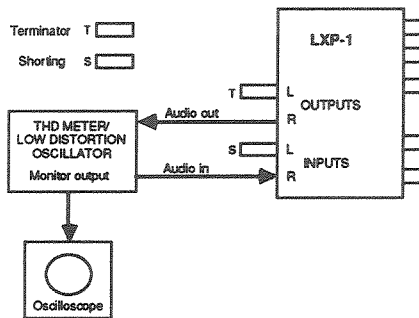 Terminator T
Shorting S
LXP-1
T
L
OUTPUTS
R
Audio out
THD METER/
LOW DISTORTION
OSCILLATOR
Monitor output
S
L
INPUTS
R
Audio in
Oscilloscope